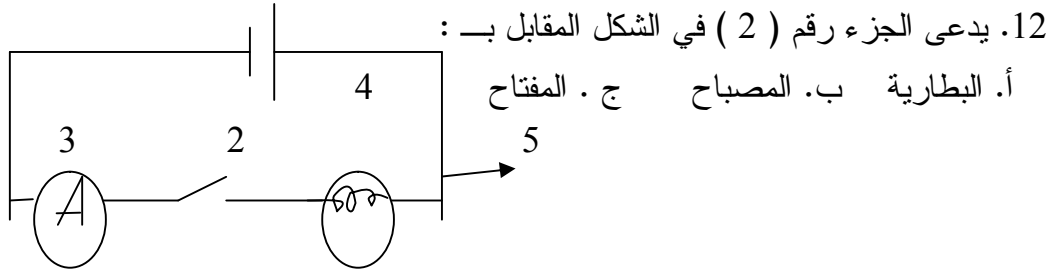 12. يدعى الجزء رقم ( 2 ) في الشكل المقابل بـــ :
أ. البطارية ب. المصباح ج . المفتاح
4
3 2 5
A